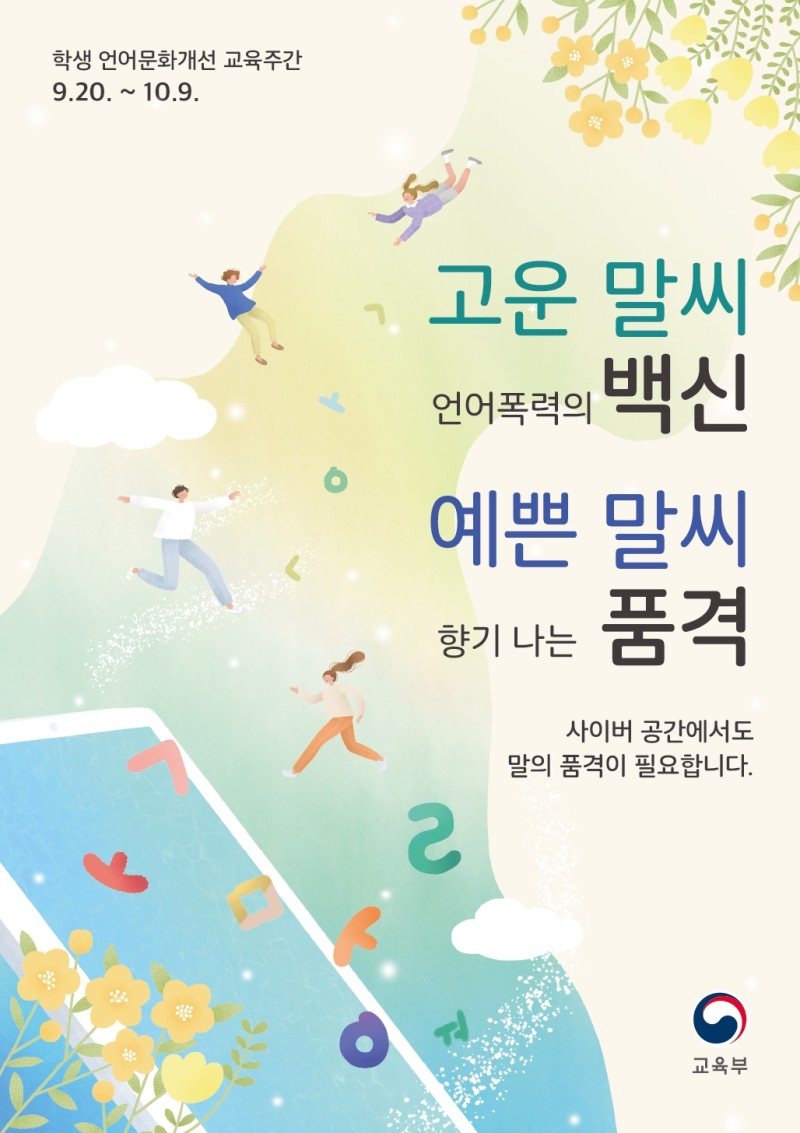 학생 언어문화개선 교육주간
9.20. ~ 10.9.
고운 말씨
언어폭력의 백신
예쁜 말씨
향기 나는 품격
사이버 공간에서도
말의 품격이 필요합니다.
ㄱ
ㅅ
ㅇ
ㄴ
ㄱ
ㄹ
ㅅ
ㅁ
ㅅ
ㅇ
져
교육부